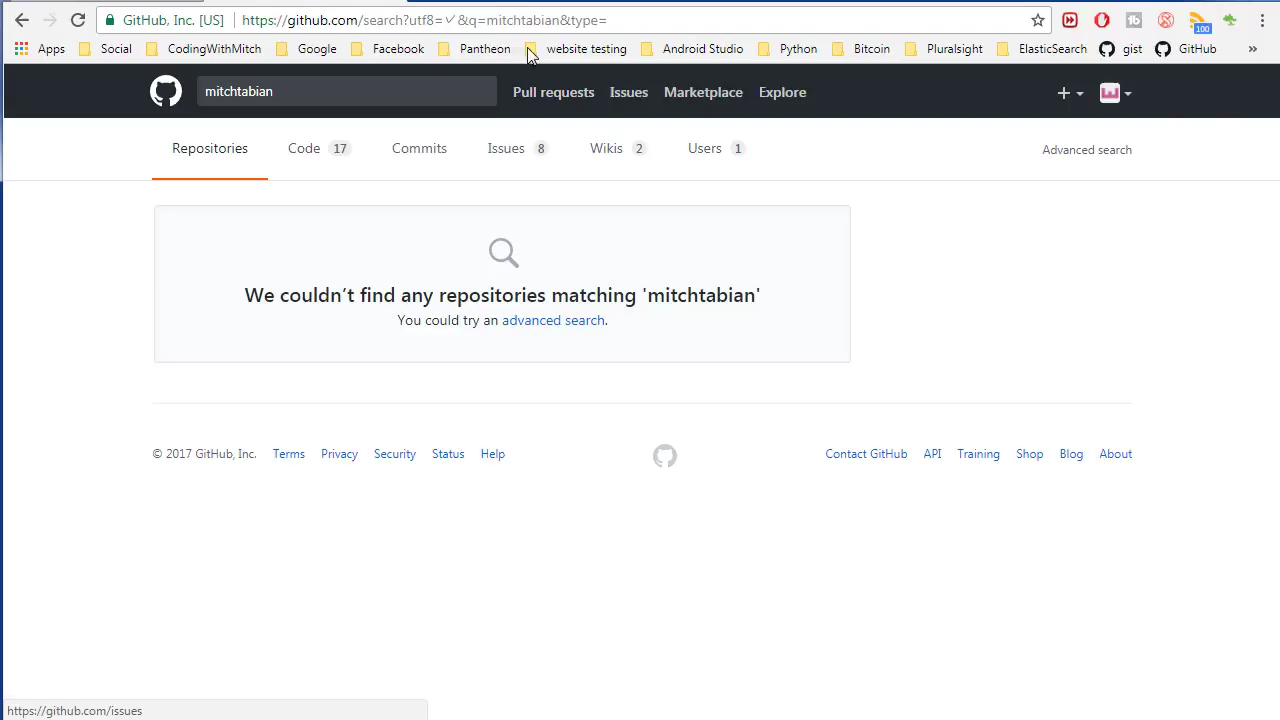 GitHub, Inc. [US] https://github.com/search?utf8=✓&q=mitchtabian&type=
100
Apps Social CodingWithMitch Google Facebook Pantheon website testing Android Studio Python Bitcoin Pluralsight ElasticSearch gist GitHub »
mitchtabian Pull requests Issues Marketplace Explore
Repositories Code 17 Commits Issues 8 Wikis 2 Users 1 Advanced search
We couldn’t find any repositories matching 'mitchtabian'
You could try an advanced search.
© 2017 GitHub, Inc. Terms Privacy Security Status Help Contact GitHub API Training Shop Blog About
https://github.com/issues